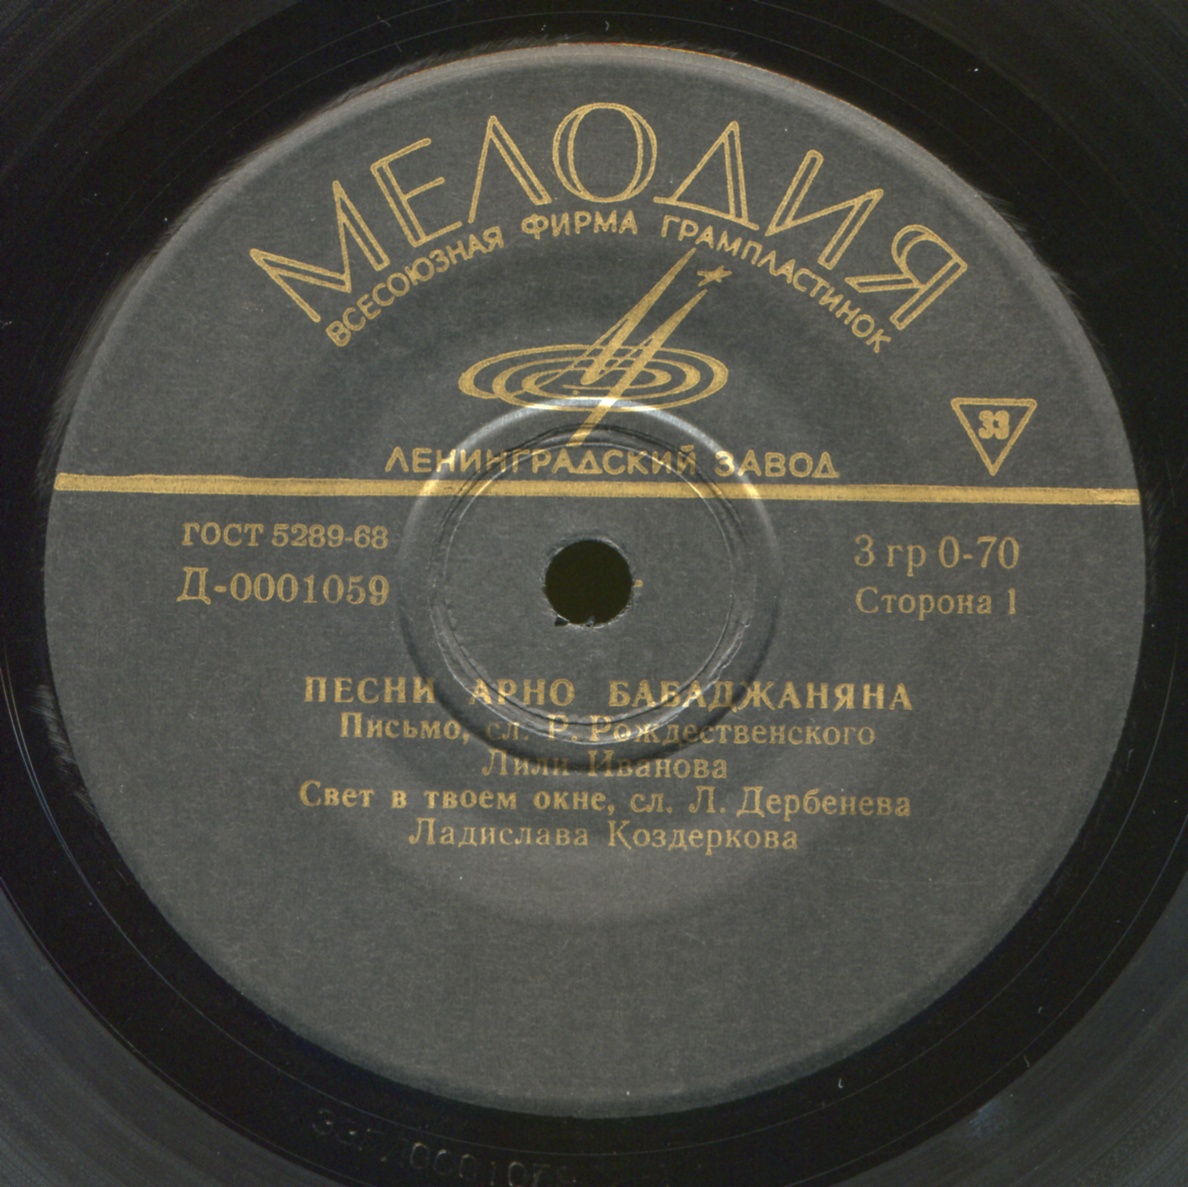 МЕЛОДИЯ
ВСЕСОЮЗНАЯ ФИРМА ГРАМПЛАСТИНОК
33
ЛЕНИНГРАДСКИЙ ЗАВОД
ГОСТ 5289-68
Д-0001059
3 гр 0-70
Сторона 1
ПЕСНИ АРНО БАБАДЖАНЯНА
Письмо, сл. Р. Рождественского
Лили Иванова
Свет в твоем окне, сл. Л. Дербенева
Ладислава Коздеркова